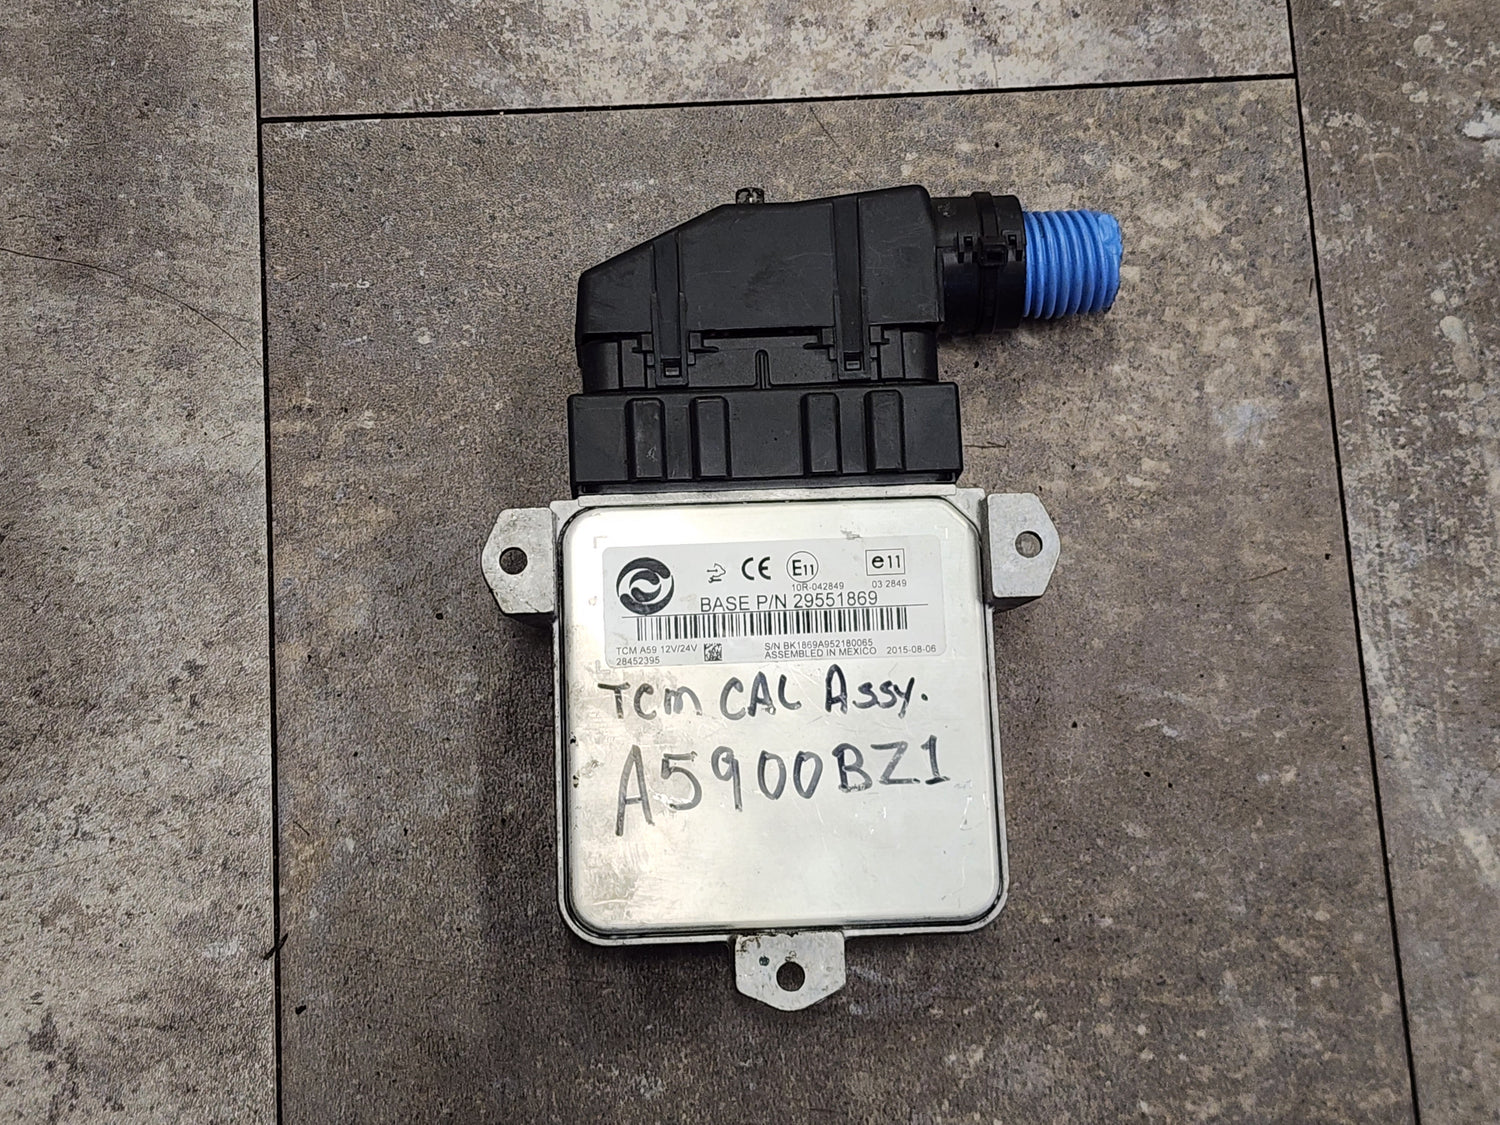 CE E11 e11
10R-042849 03 2849
BASE P/N 29551869
TCM A59 12V/24V S/N BK1869A952180065
28452395 ASSEMBLED IN MEXICO 2015-08-06
TCM CAL ASSY.
A5900BZ1